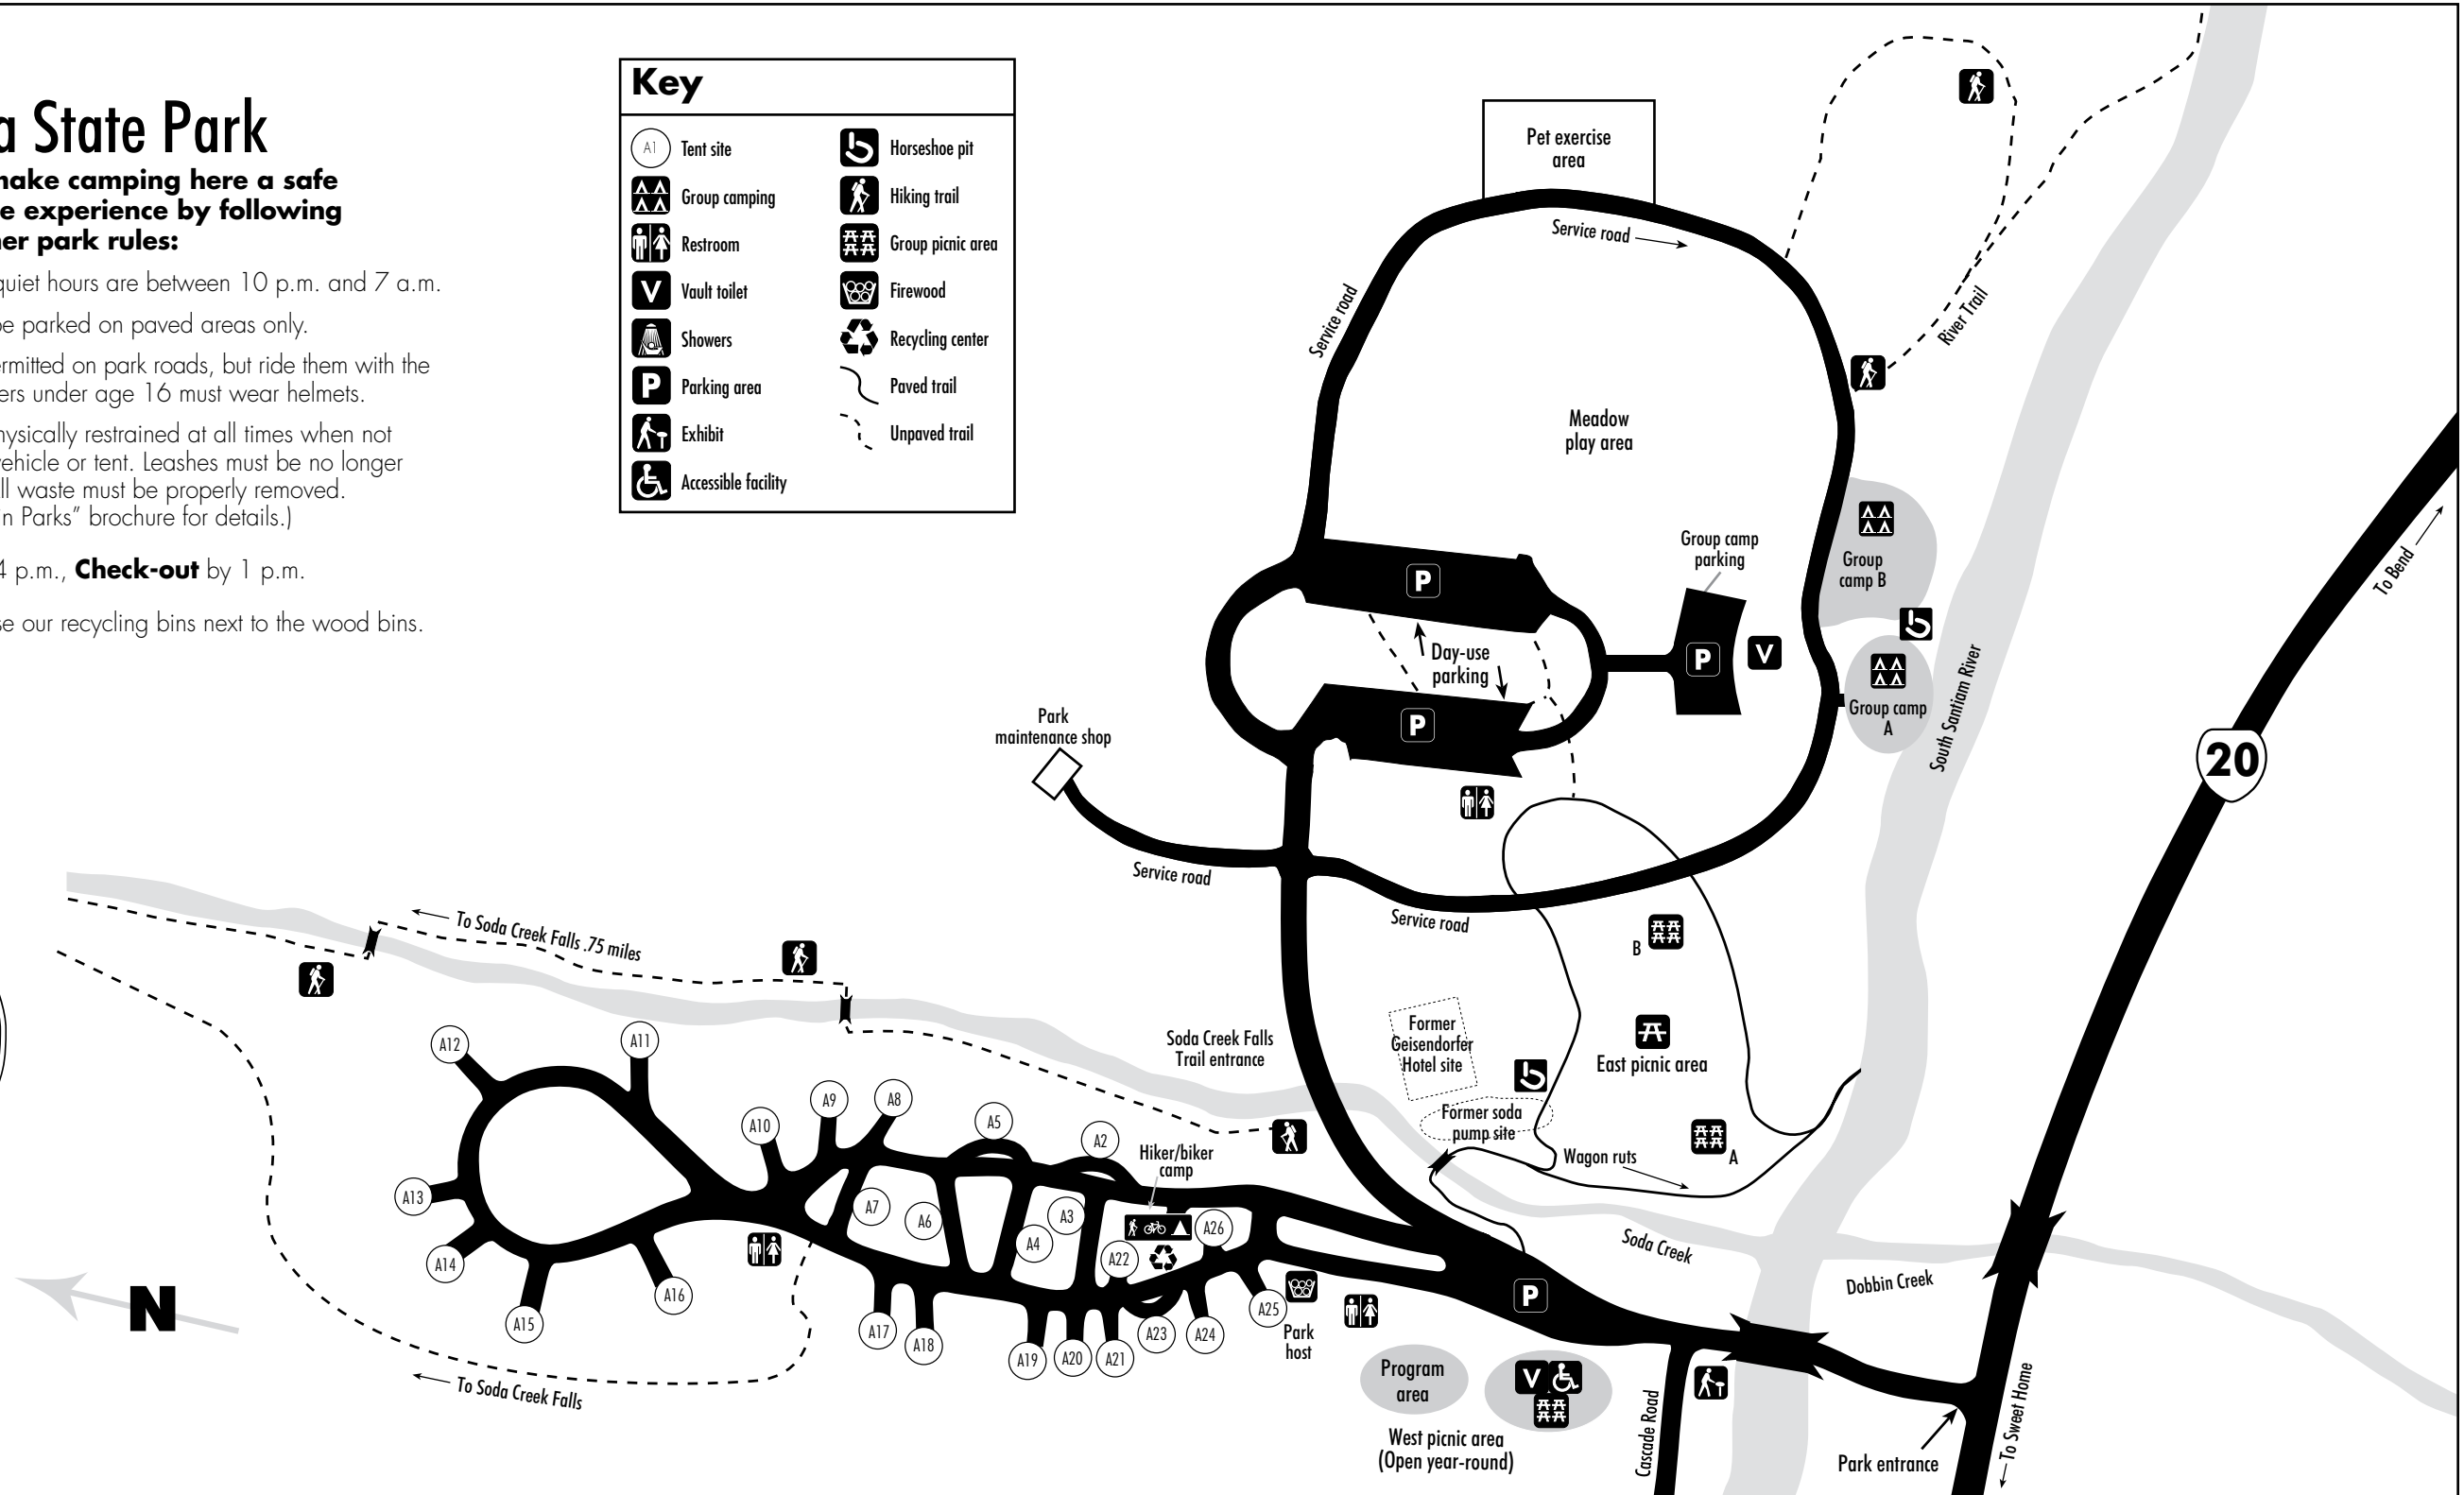 a State Park
make camping here a safe
e experience by following
her park rules:
quiet hours are between 10 p.m. and 7 a.m.
be parked on paved areas only.
ermitted on park roads, but ride them with the
ers under age 16 must wear helmets.
hysically restrained at all times when not
vehicle or tent. Leashes must be no longer
ll waste must be properly removed.
in Parks” brochure for details.)
4 p.m., Check-out by 1 p.m.
se our recycling bins next to the wood bins.
Key
A1 Tent site
Group camping
Restroom
V Vault toilet
Showers
P Parking area
Exhibit
Accessible facility
Horseshoe pit
Hiking trail
Group picnic area
Firewood
Recycling center
Paved trail
Unpaved trail
Pet exercise
area
Service road
Service road
River Trail
Meadow
play area
Group camp
parking
Group
camp B
P
P
V
Day-use
parking
P
Group camp
A
South Santiam River
To Bend
20
Park
maintenance shop
Service road
Service road
B
To Soda Creek Falls .75 miles
Soda Creek Falls
Trail entrance
Former
Geisendorfer
Hotel site
East picnic area
Former soda
pump site
A
Wagon ruts
A12
A11
A10
A9
A8
A5
A2
Hiker/biker
camp
A13
A7
A6
A3
A4
A26
A22
A14
A15
A16
A17
A18
A19
A20
A21
A23
A24
A25
Park
host
N
To Soda Creek Falls
P
Soda Creek
Dobbin Creek
Program
area
V
West picnic area
(Open year-round)
Cascade Road
Park entrance
To Sweet Home